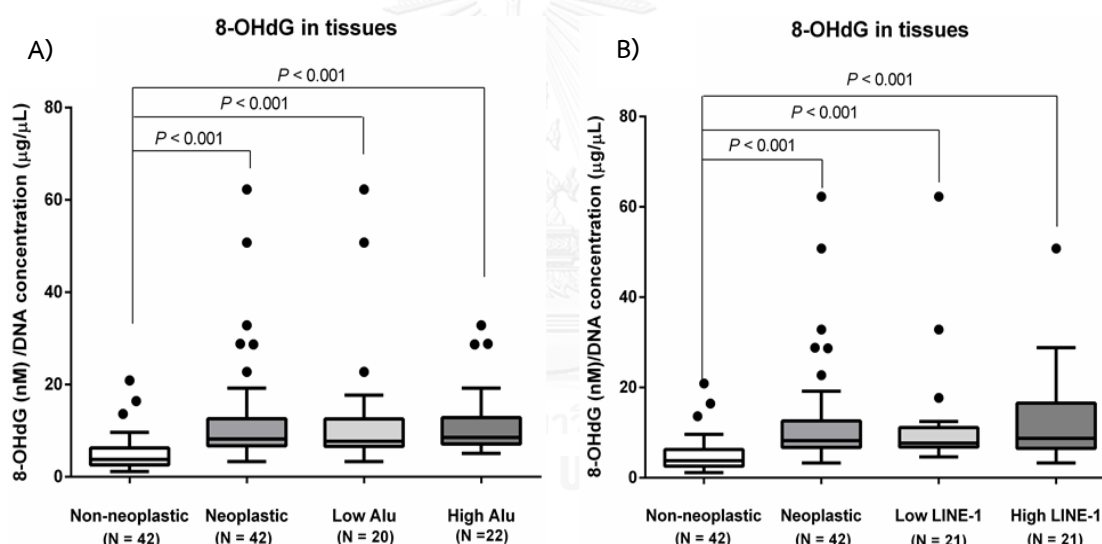 8-OHdG in tissues
A)
P < 0.001
P < 0.001
P < 0.001
8-OHdG (nM) /DNA concentration (µg/µL)
80
60
40
20
0
Non-neoplastic Neoplastic Low Alu High Alu
(N = 42) (N = 42) (N = 20) (N =22)
8-OHdG in tissues
B)
P < 0.001
P < 0.001
P < 0.001
8-OHdG (nM)/DNA concentration (µg/µL)
80
60
40
20
0
Non-neoplastic Neoplastic Low LINE-1 High LINE-1
(N = 42) (N = 42) (N = 21) (N = 21)